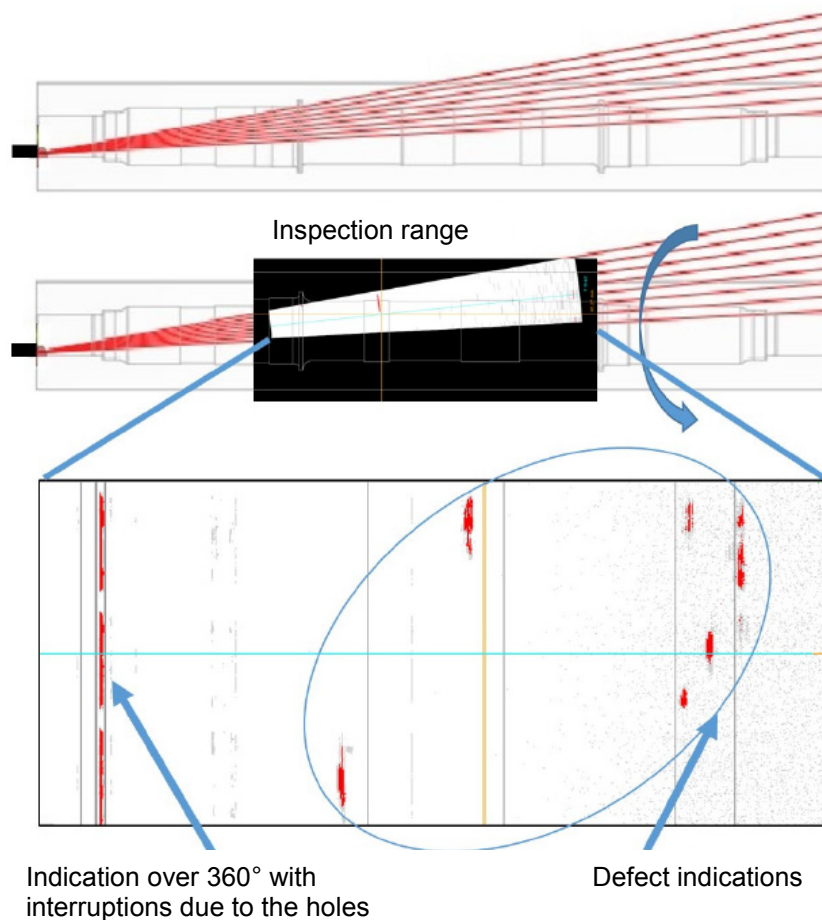 Inspection range
Indication over 360° with
interruptions due to the holes
Defect indications